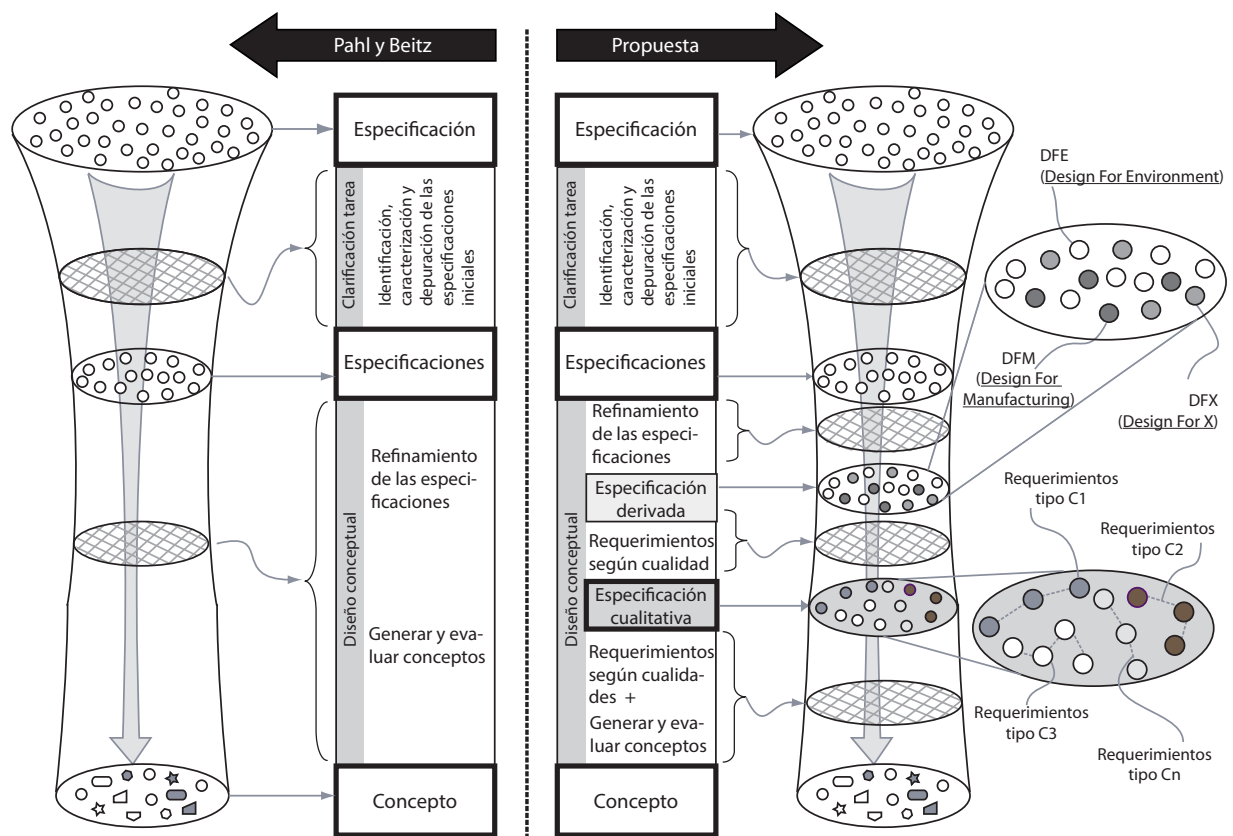 Pahl y Beitz
Propuesta
Especificación
Clarificación tarea
Identificación,
caracterización y
depuración de las
especificaciones
iniciales
Especificaciones
Diseño conceptual
Refinamiento
de las especi-
ficaciones
Generar y eva-
luar conceptos
Concepto
Especificación
Clarificación tarea
Identificación,
caracterización y
depuración de las
especificaciones
iniciales
Especificaciones
Diseño conceptual
Refinamiento
de las especi-
ficaciones
Especificación
derivada
Requerimientos
según cualidad
Especificación
cualitativa
Requerimientos
según cualida-
des +
Generar y eva-
luar conceptos
Concepto
DFE
(Design For Environment)
DFM
(Design For
Manufacturing)
DFX
(Design For X)
Requerimientos
tipo C1
Requerimientos
tipo C2
Requerimientos
tipo C3
Requerimientos
tipo Cn